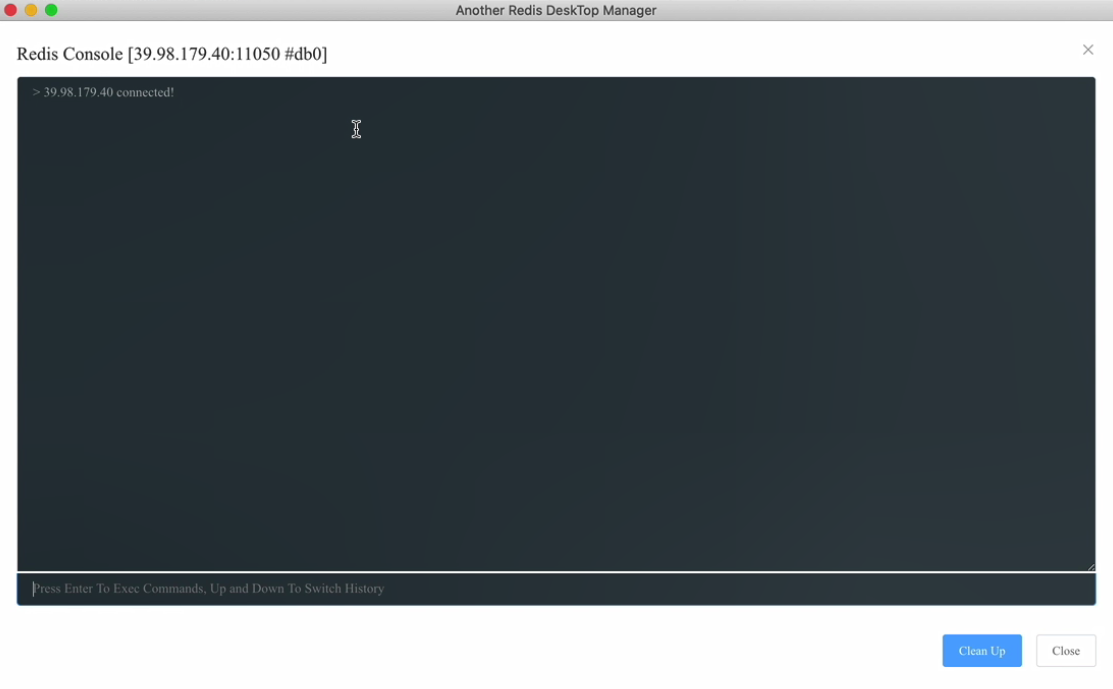 Another Redis DeskTop Manager
Redis Console [39.98.179.40:11050 #db0]
> 39.98.179.40 connected!
Press Enter To Exec Commands, Up and Down To Switch History
Clean Up
Close